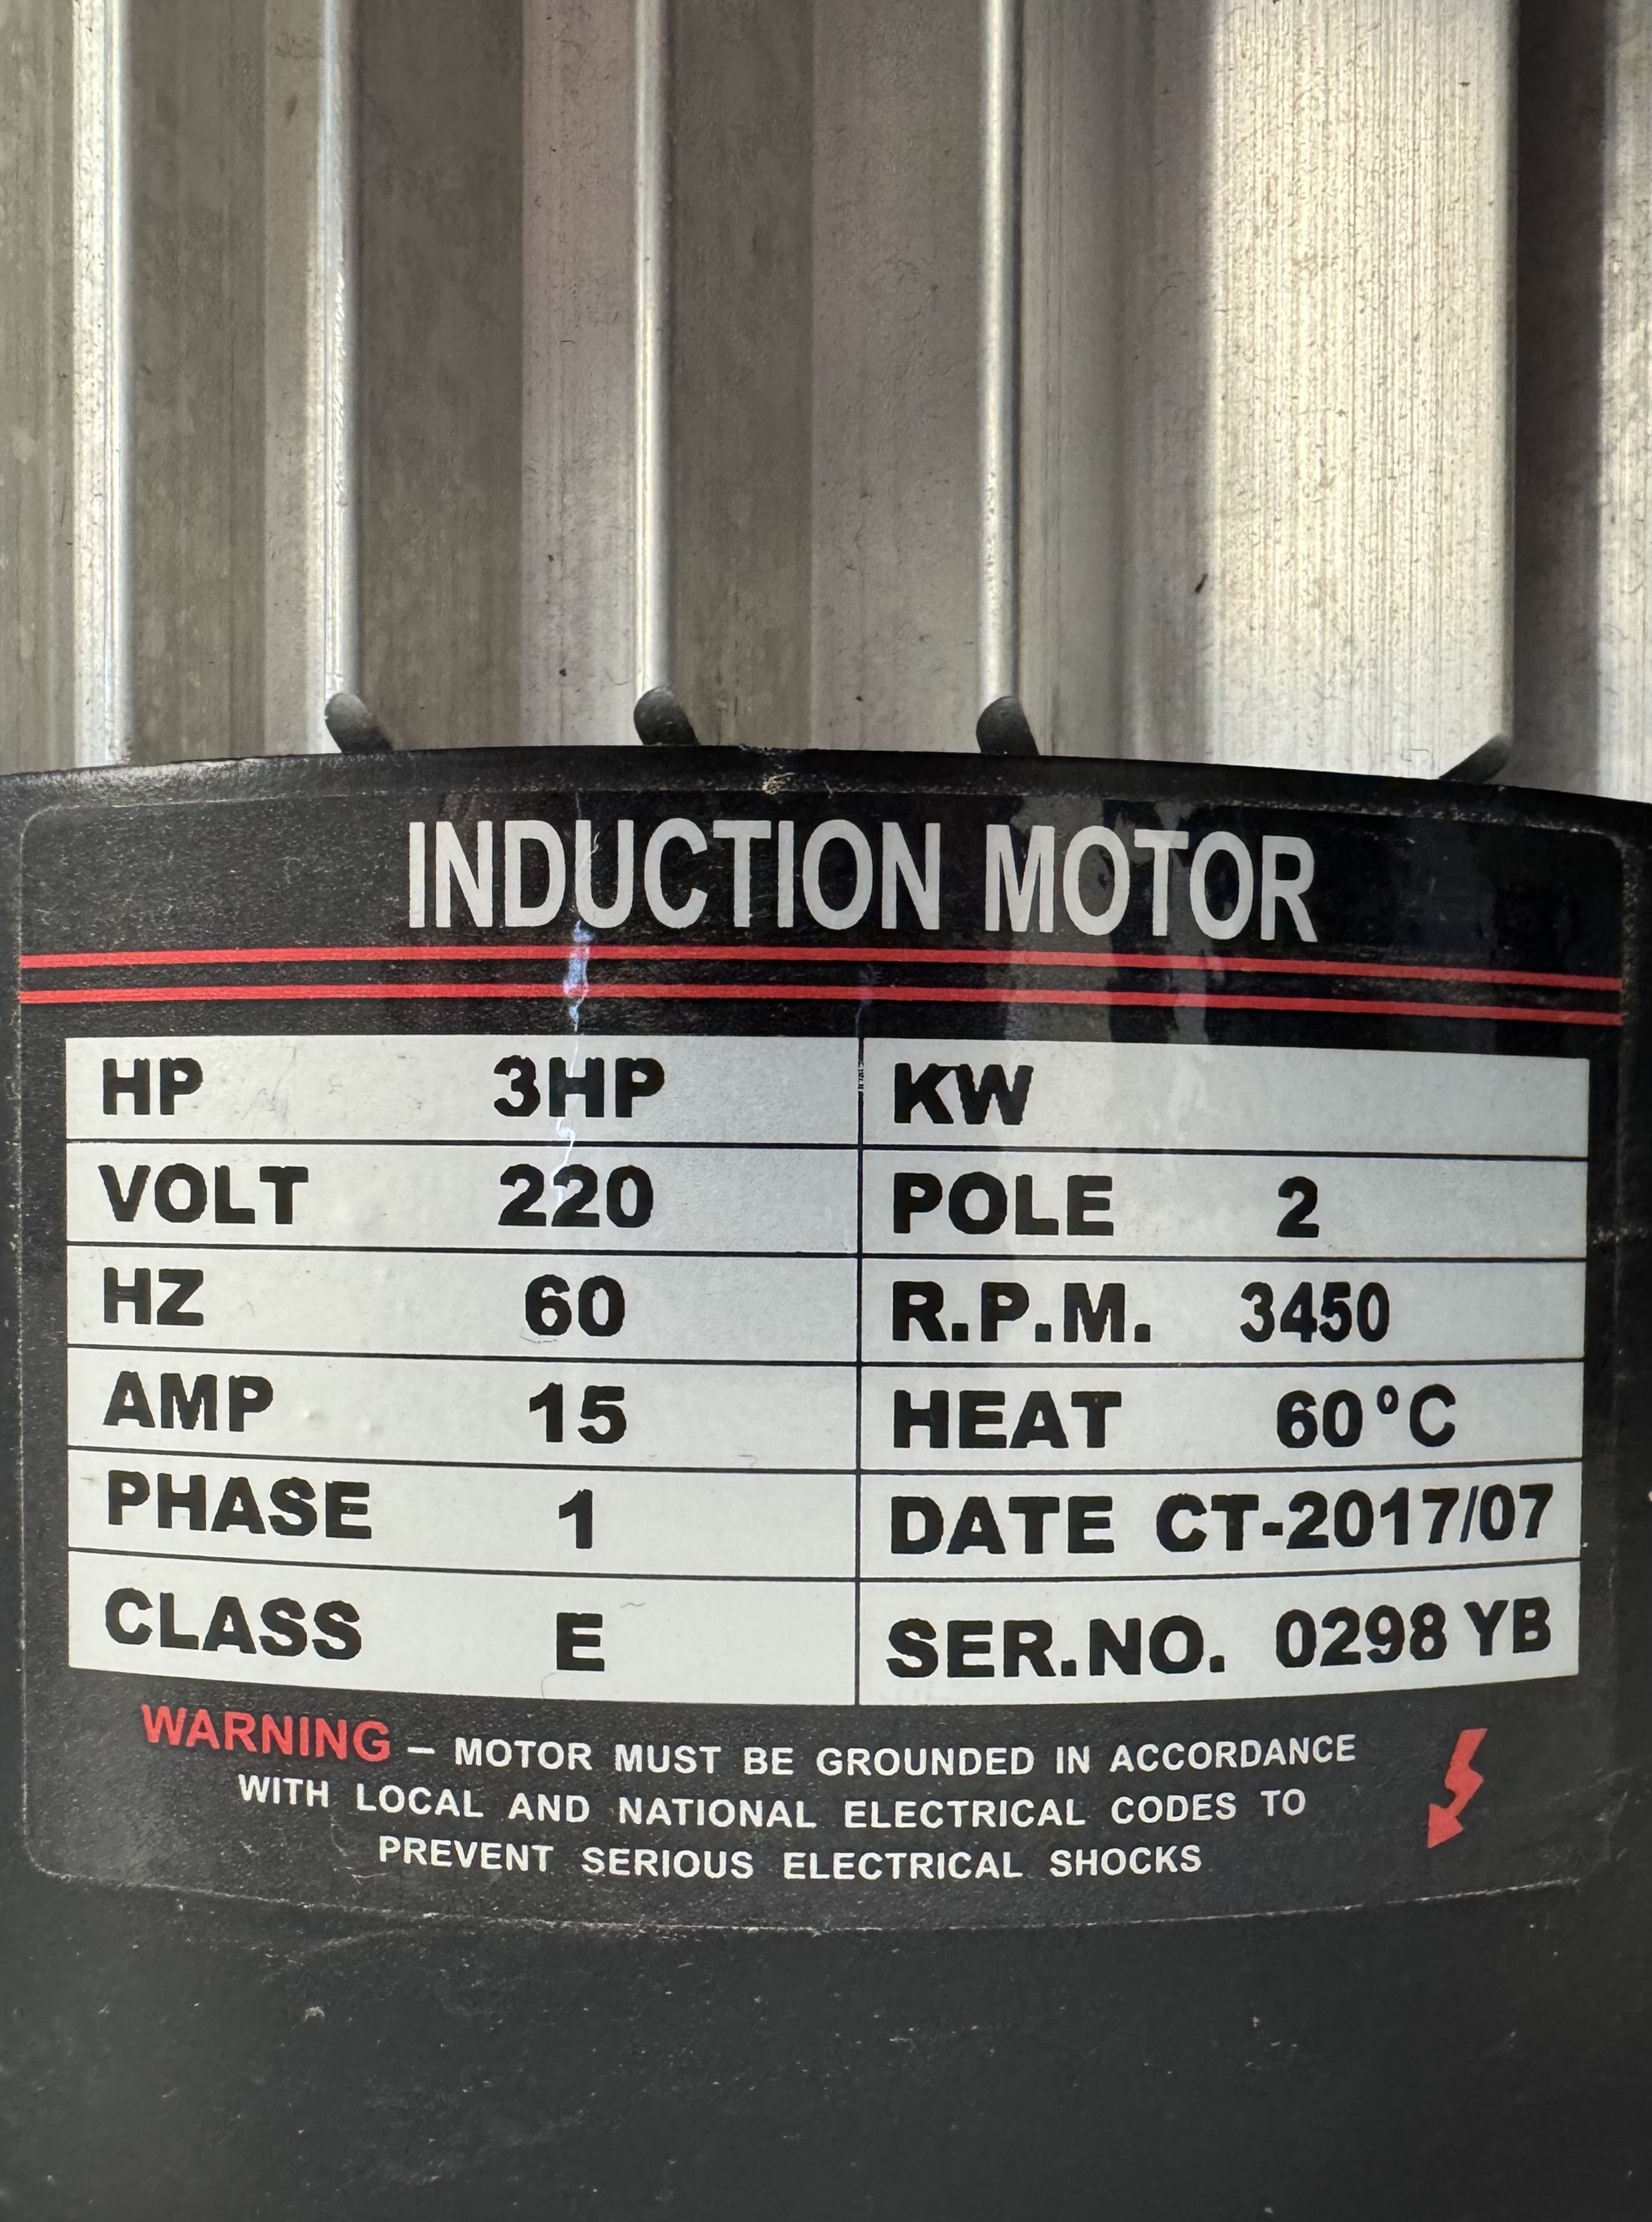 INDUCTION MOTOR
HP 3HP KW
VOLT 220 POLE 2
HZ 60 R.P.M. 3450
AMP 15 HEAT 60°C
PHASE 1 DATE CT-2017/07
CLASS E SER.NO. 0298 YB
WARNING – MOTOR MUST BE GROUNDED IN ACCORDANCE
WITH LOCAL AND NATIONAL ELECTRICAL CODES TO
PREVENT SERIOUS ELECTRICAL SHOCKS